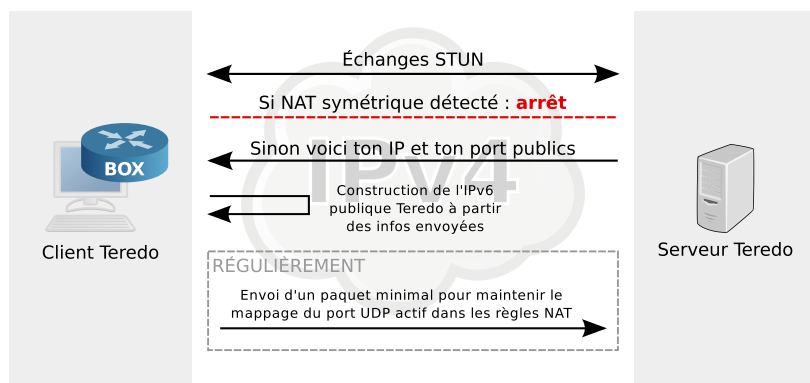 Échanges STUN
Si NAT symétrique détecté : arrêt
IPv4
Sinon voici ton IP et ton port publics
BOX
Construction de l'IPv6
publique Teredo à partir
des infos envoyées
Client Teredo
Serveur Teredo
RÉGULIÈREMENT
Envoi d'un paquet minimal pour maintenir le
mappage du port UDP actif dans les règles NAT